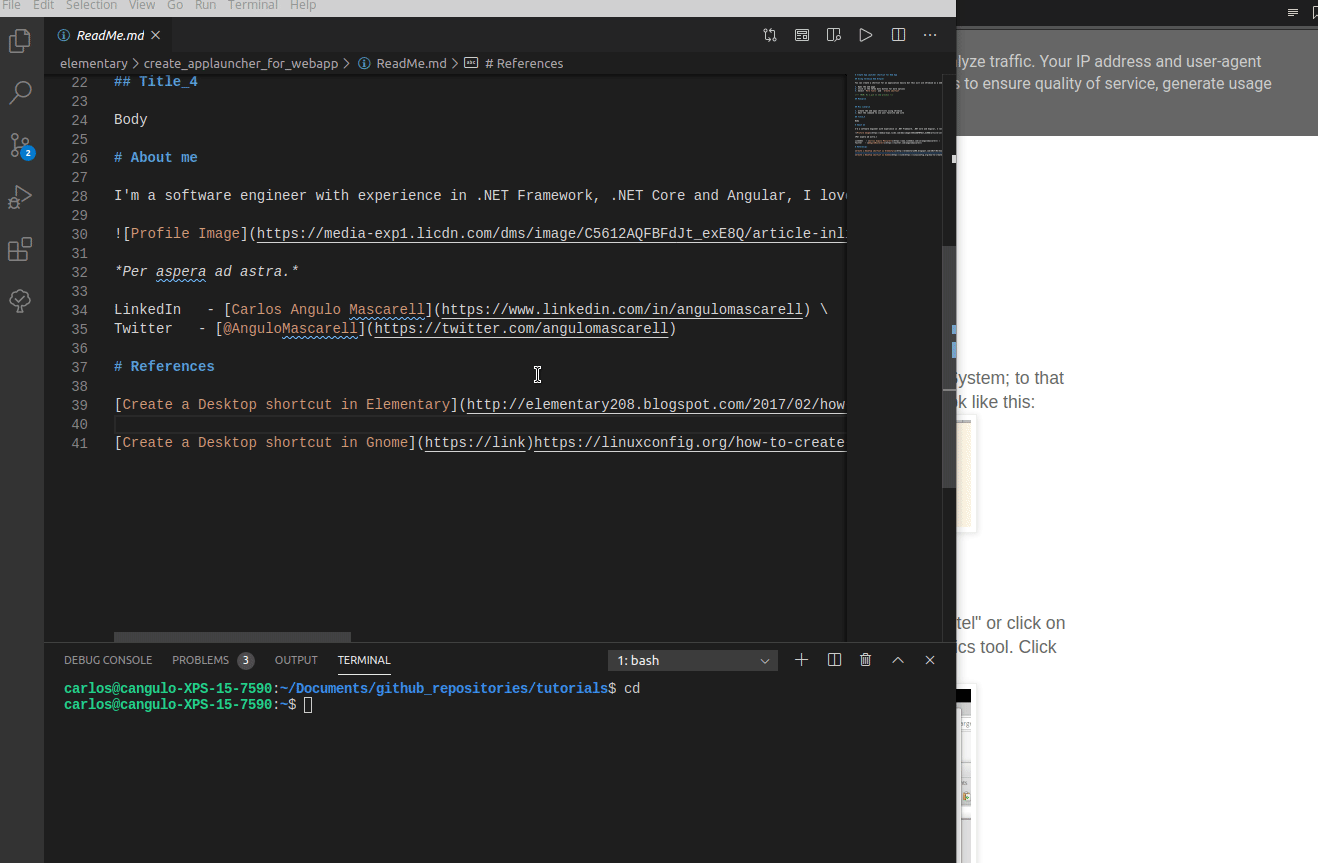 File Edit Selection View Go Run Terminal Help
ReadMe.md
elementary > create_applauncher_for_webapp > ReadMe.md > # References
22 ## Title_4
23
24 Body
25
26 # About me
27
28 I'm a software engineer with experience in .NET Framework, .NET Core and Angular, I lov
29
30 ![Profile Image](https://media-exp1.licdn.com/dms/image/C5612AQFBFdJt_exE8Q/article-inl
31
32 *Per aspera ad astra.*
33
34 LinkedIn - [Carlos Angulo Mascarell](https://www.linkedin.com/in/angulomascarell) \
35 Twitter - [@AnguloMascarell](https://twitter.com/angulomascarell)
36
37 # References
38
39 [Create a Desktop shortcut in Elementary](http://elementary208.blogspot.com/2017/02/how
40
41 [Create a Desktop shortcut in Gnome](https://link)https://linuxconfig.org/how-to-create
2
DEBUG CONSOLE PROBLEMS 3 OUTPUT TERMINAL 1: bash
carlos@cangulo-XPS-15-7590:~/Documents/github_repositories/tutorials$ cd
carlos@cangulo-XPS-15-7590:~$
lyze traffic. Your IP address and user-agent
s to ensure quality of service, generate usage
System; to that
ok like this:
tel" or click on
ics tool. Click